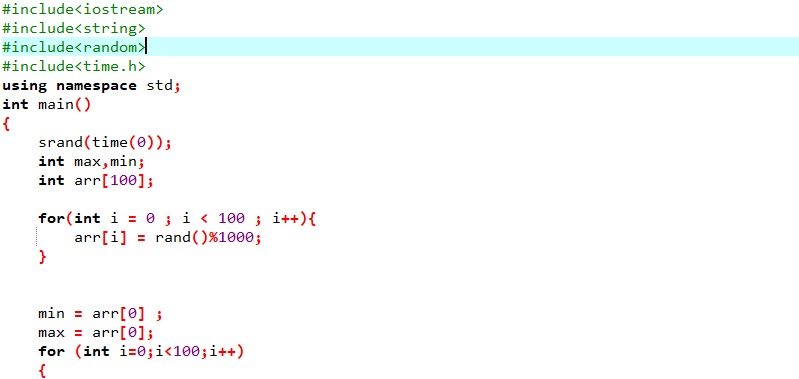 #include<iostream>
#include<string>
#include<random>
#include<time.h>
using namespace std;
int main()
{
    srand(time(0));
    int max,min;
    int arr[100];
    for(int i = 0 ; i < 100 ; i++){
        arr[i] = rand()%1000;
    }
    min = arr[0] ;
    max = arr[0];
    for (int i=0;i<100;i++)
    {